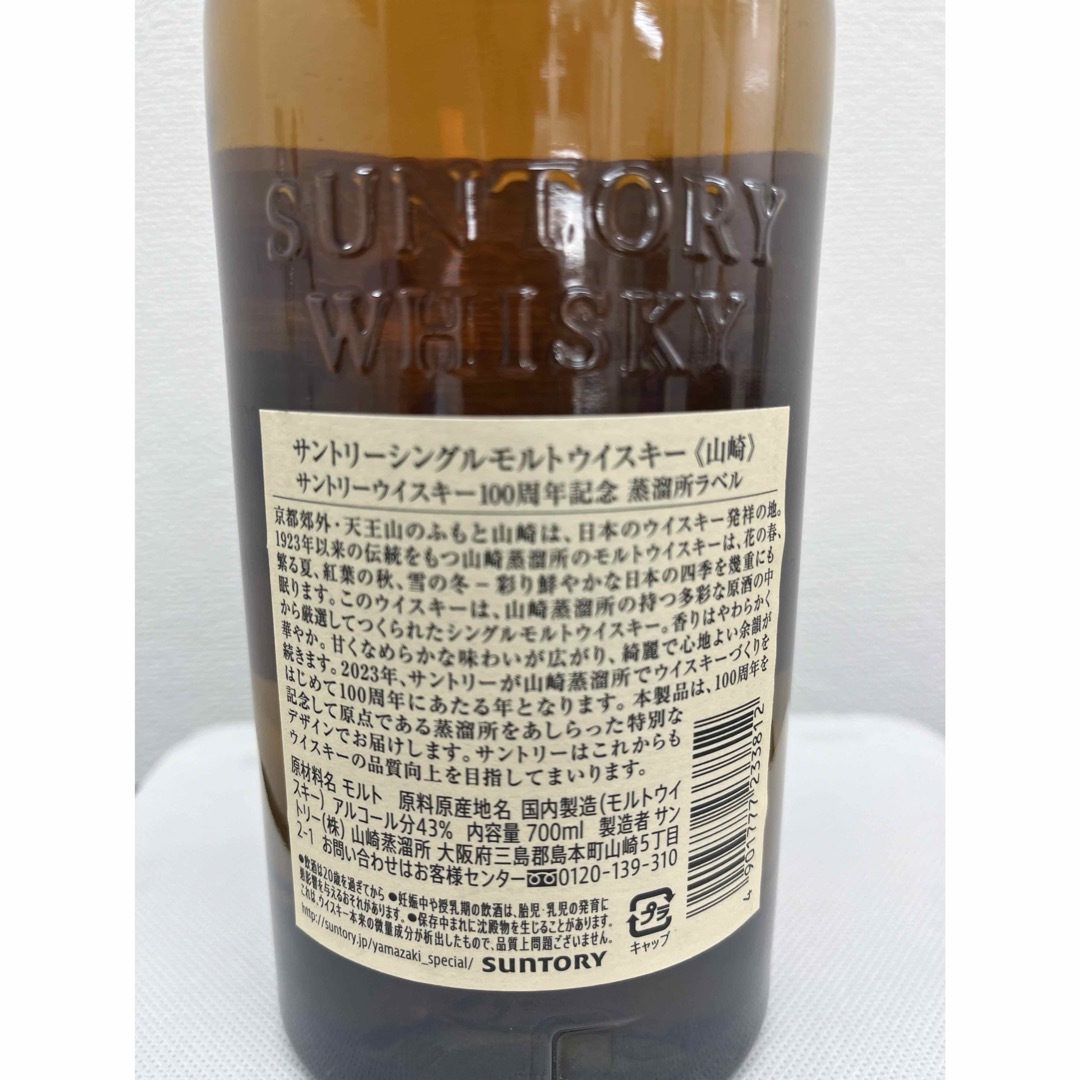 SUNTORY
WHISKY
サントリーシングルモルトウイスキー《山崎》
サントリーウイスキー100周年記念 蒸溜所ラベル
京都郊外・天王山のふもと山崎は、日本のウイスキー発祥の地。
1923年以来の伝統をもつ山崎蒸溜所のモルトウイスキーは、花の春、
繁る夏、紅葉の秋、雪の冬－彩り鮮やかな日本の四季を幾重にも
眠ります。このウイスキーは、山崎蒸溜所の持つ多彩な原酒の中
から厳選してつくられたシングルモルトウイスキー。香りはやわらかく
華やか。甘くなめらかな味わいが広がり、綺麗で心地よい余韻が
続きます。2023年、サントリーが山崎蒸溜所でウイスキーづくりを
はじめて100周年にあたる年となります。本製品は、100周年を
記念して原点である蒸溜所をあしらった特別な
デザインでお届けします。サントリーはこれからも
ウイスキーの品質向上を目指してまいります。
原材料名 モルト 原料原産地名 国内製造(モルトウイ
スキー) アルコール分43% 内容量700ml 製造者 サン
トリー(株) 山崎蒸溜所 大阪府三島郡島本町山崎5丁目
2-1 お問い合わせはお客様センター0120-139-310
●飲酒は20歳を過ぎてから ●妊娠中や授乳期の飲酒は、胎児・乳児の発育に
悪影響を与えるおそれがあります。●保存中まれに沈殿物を生じることがあります。
これは、ウイスキー本来の微量成分が析出したもので、品質上問題ございません。
http://suntory.jp/yamazaki_special/ SUNTORY
プラ
キャップ
4 901777 233812